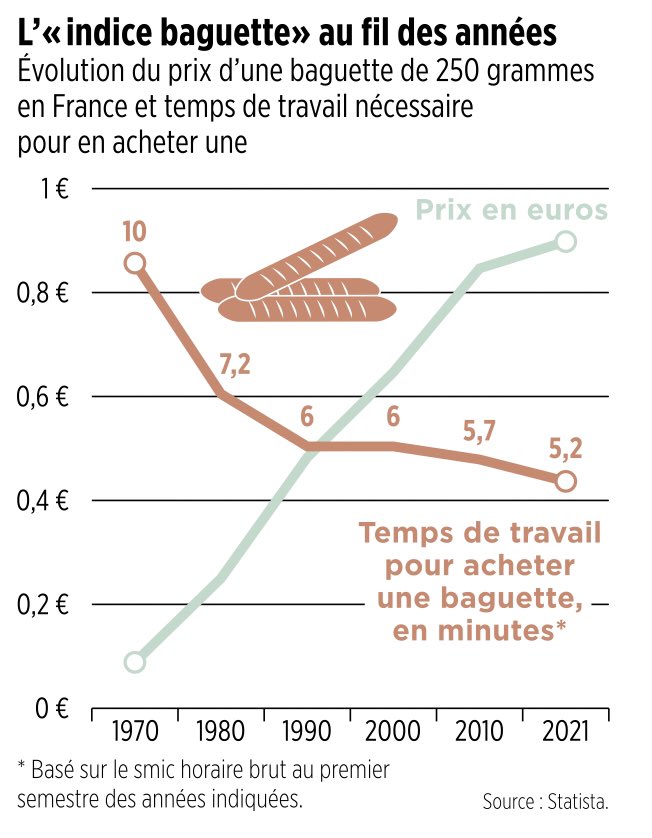 L’« indice baguette» au fil des années
Évolution du prix d’une baguette de 250 grammes
en France et temps de travail nécessaire
pour en acheter une
1 €
Prix en euros
10
0,8 €
7,2
0,6 €
6
6
5,7
5,2
0,4 €
Temps de travail
pour acheter
0,2 €
une baguette,
en minutes*
0 €
1970 1980 1990 2000 2010 2021
* Basé sur le smic horaire brut au premier
semestre des années indiquées.
Source : Statista.